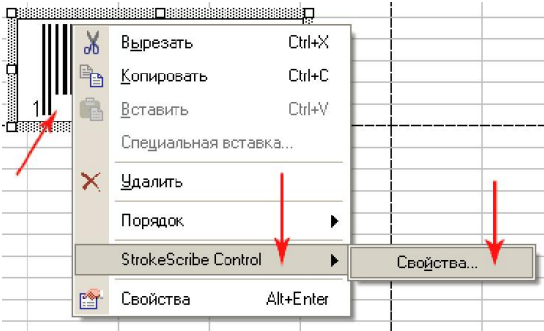 Вырезать Ctrl+X
Копировать Ctrl+C
1
Вставить Ctrl+V
Специальная вставка...
Удалить
Порядок
StrokeScribe Control
Свойства...
Свойства Alt+Enter